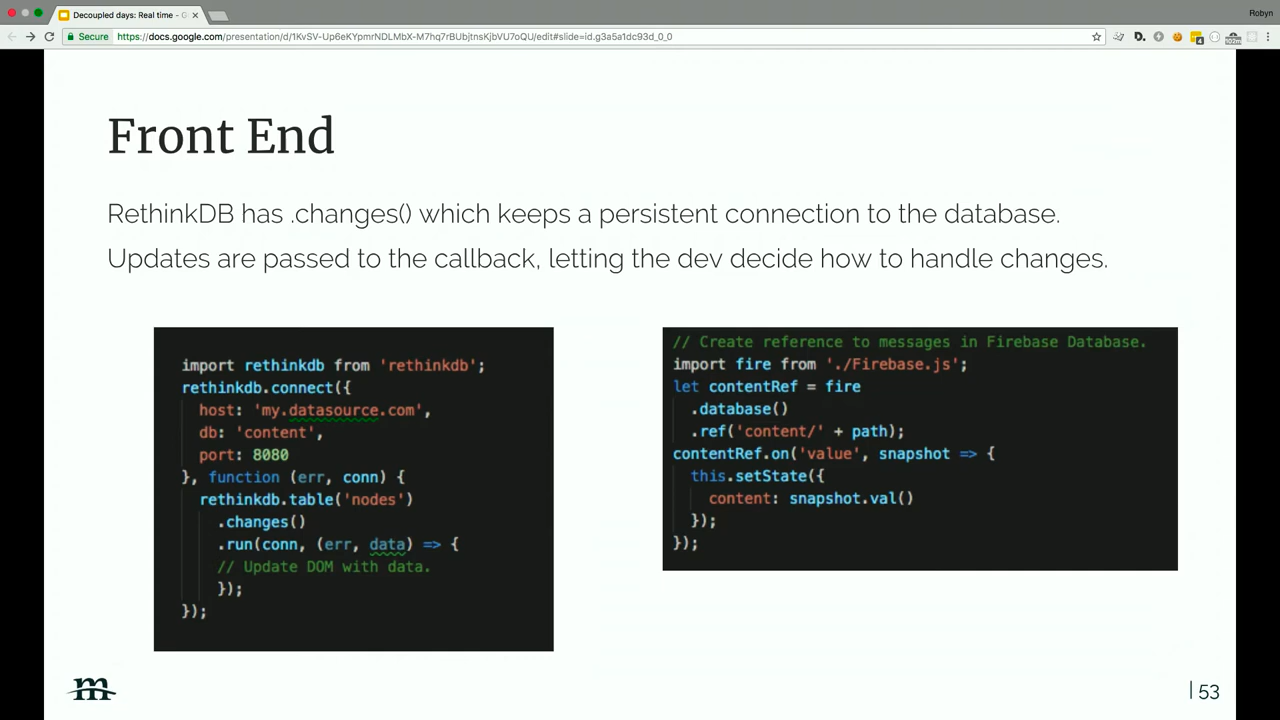 Decoupled days: Real time - G
Robyn
Secure
https://docs.google.com/presentation/d/1KvSV-Up6eKYpmrNDLMbX-M7hq7rBUbjtnsKjbVU7oQU/edit#slide=id.g3a5a1dc93d_0_0
Front End
RethinkDB has .changes() which keeps a persistent connection to the database.
Updates are passed to the callback, letting the dev decide how to handle changes.
import rethinkdb from 'rethinkdb';
rethinkdb.connect({
host: 'my.datasource.com',
db: 'content',
port: 8080
}, function (err, conn) {
rethinkdb.table('nodes')
.changes()
.run(conn, (err, data) => {
// Update DOM with data.
});
});
// Create reference to messages in Firebase Database.
import fire from './Firebase.js';
let contentRef = fire
.database()
.ref('content/' + path);
contentRef.on('value', snapshot => {
this.setState({
content: snapshot.val()
});
});
m
| 53